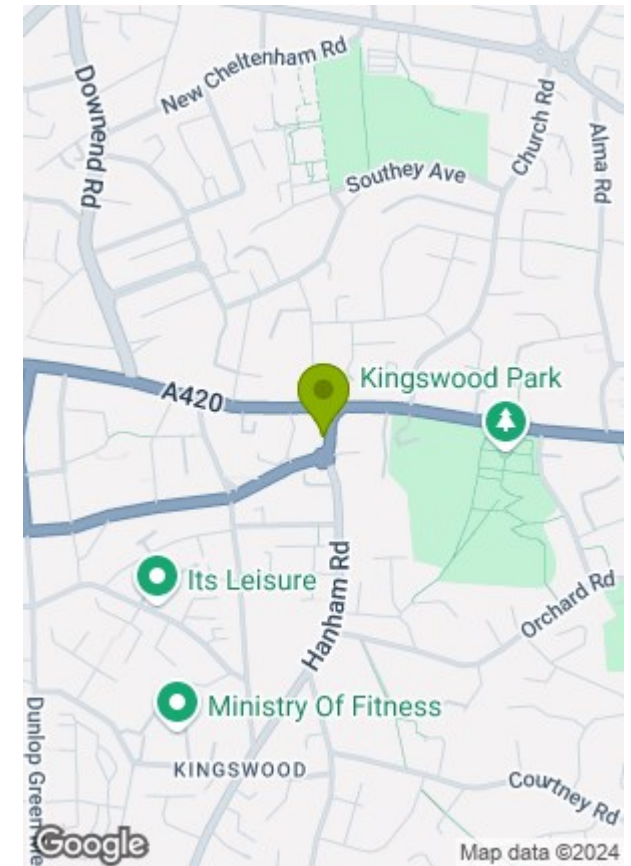 New Cheltenham Rd
Downend Rd
Church Rd
Alma Rd
Southey Ave
A420
Kingswood Park
Its Leisure
Hanham Rd
Orchard Rd
Ministry Of Fitness
Dunlop Green
KINGSWOOD
Courtney Rd
Google
Map data ©2024